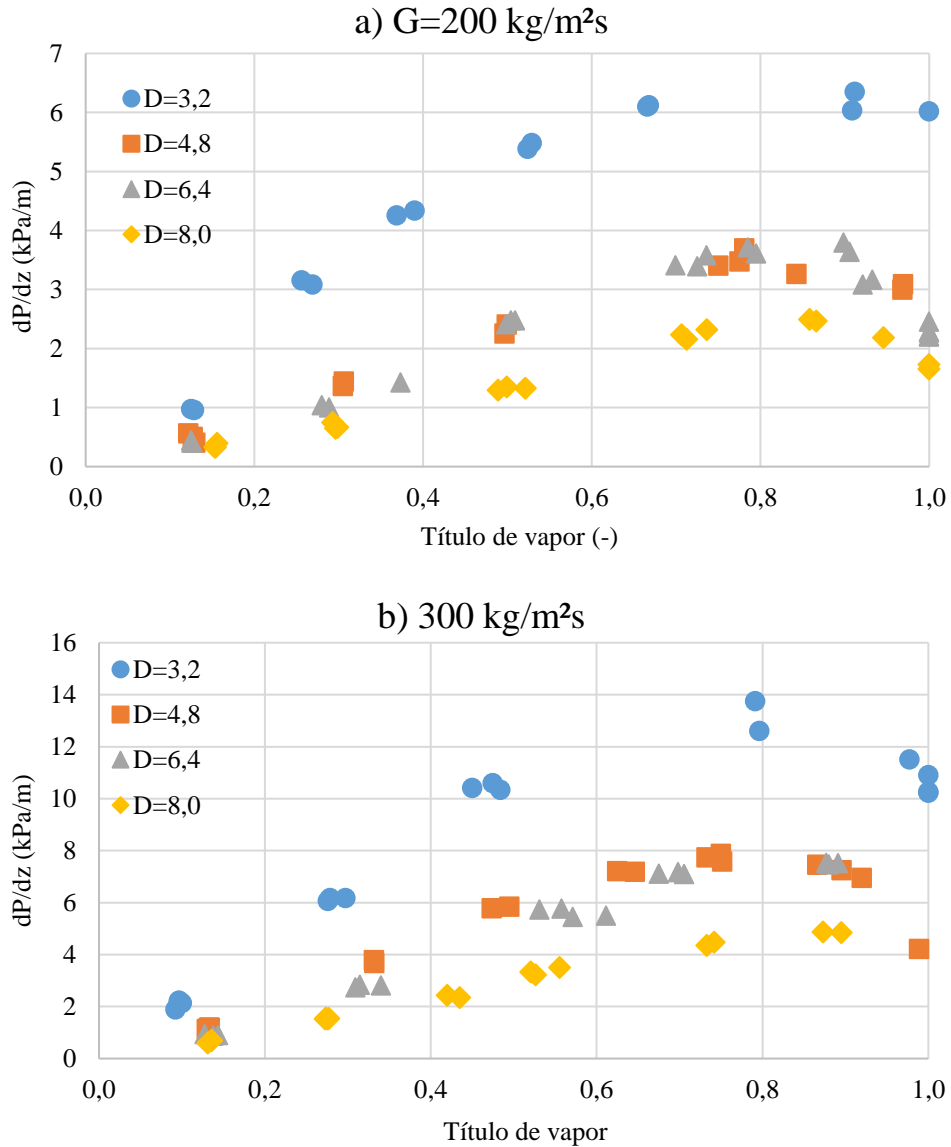 a) G=200 kg/m²s
7
6
5
4
3
2
1
0
dP/dz (kPa/m)
D=3,2
D=4,8
D=6,4
D=8,0
0,0 0,2 0,4 0,6 0,8 1,0
Título de vapor (-)
b) 300 kg/m²s
16
14
12
10
8
6
4
2
0
dP/dz (kPa/m)
D=3,2
D=4,8
D=6,4
D=8,0
0,0 0,2 0,4 0,6 0,8 1,0
Título de vapor